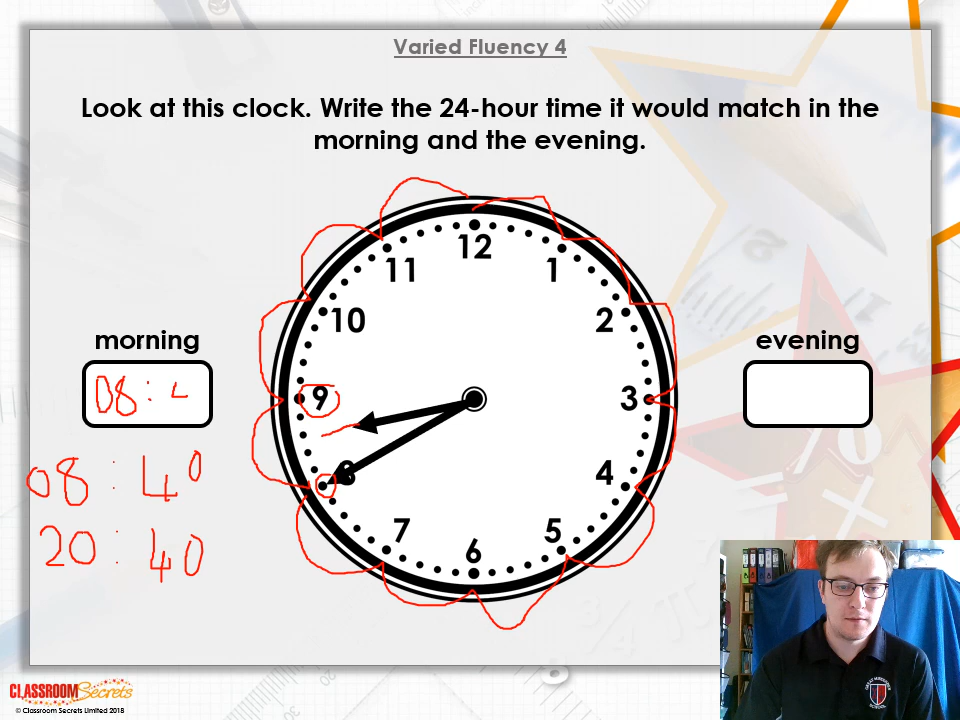 Varied Fluency 4
Look at this clock. Write the 24-hour time it would match in the
morning and the evening.
12
11 1
10 2
morning evening
08 : 4
9 3
8 4
08 : 40
7 5
6
20 : 40
CLASSROOM Secrets
© Classroom Secrets Limited 2018